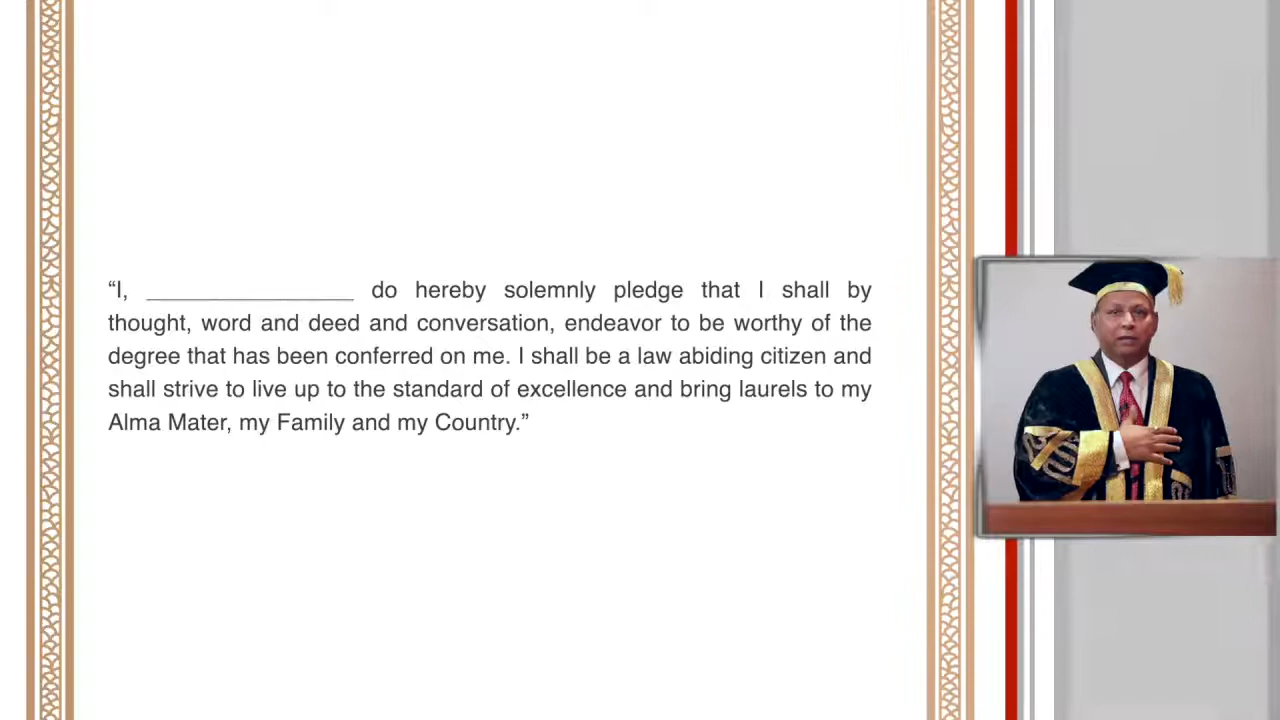 “I, _________________ do hereby solemnly pledge that I shall by
thought, word and deed and conversation, endeavor to be worthy of the
degree that has been conferred on me. I shall be a law abiding citizen and
shall strive to live up to the standard of excellence and bring laurels to my
Alma Mater, my Family and my Country.”